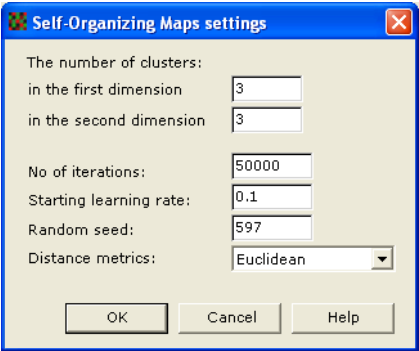 Self-Organizing Maps settings
The number of clusters:
in the first dimension 3
in the second dimension 3
No of iterations: 50000
Starting learning rate: 0.1
Random seed: 597
Distance metrics: Euclidean
OK Cancel Help